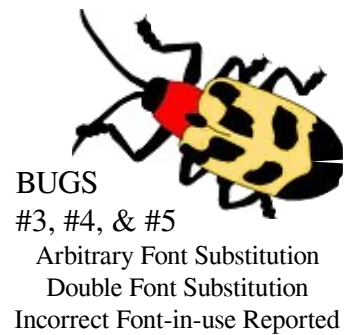 BUGS
#3, #4, & #5
Arbitrary Font Substitution
Double Font Substitution
Incorrect Font-in-use Reported